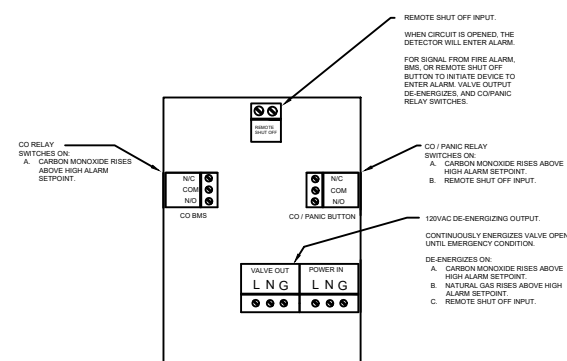 REMOTE SHUT OFF INPUT.
WHEN CIRCUIT IS OPENED, THE
DETECTOR WILL ENTER ALARM.
FOR SIGNAL FROM FIRE ALARM,
BMS, OR REMOTE SHUT OFF
BUTTON TO INITIATE DEVICE TO
ENTER ALARM. VALVE OUTPUT
DE-ENERGIZES, AND CO/PANIC
RELAY SWITCHES.
REMOTE
SHUT OFF
CO RELAY
SWITCHES ON:
A. CARBON MONOXIDE RISES
ABOVE HIGH ALARM
SETPOINT.
N/C
COM
N/O
CO BMS
N/C
COM
N/O
CO / PANIC BUTTON
CO / PANIC RELAY
SWITCHES ON:
A. CARBON MONOXIDE RISES ABOVE
HIGH ALARM SETPOINT.
B. REMOTE SHUT OFF INPUT.
120VAC DE-ENERGIZING OUTPUT.
CONTINUOUSLY ENERGIZES VALVE OPEN
UNTIL EMERGENCY CONDITION.
DE-ENERGIZES ON:
A. CARBON MONOXIDE RISES ABOVE
HIGH ALARM SETPOINT.
B. NATURAL GAS RISES ABOVE HIGH
ALARM SETPOINT.
C. REMOTE SHUT OFF INPUT.
VALVE OUT
L N G
POWER IN
L N G